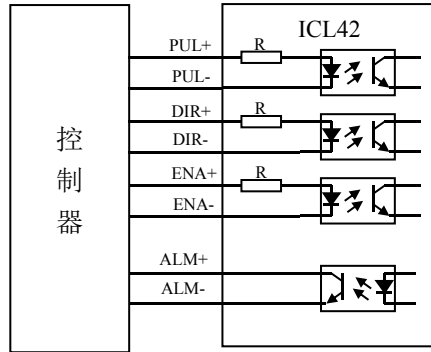 ICL42
PUL+
R
PUL-
DIR+
R
DIR-
ENA+
R
ENA-
ALM+
ALM-
控
制
器